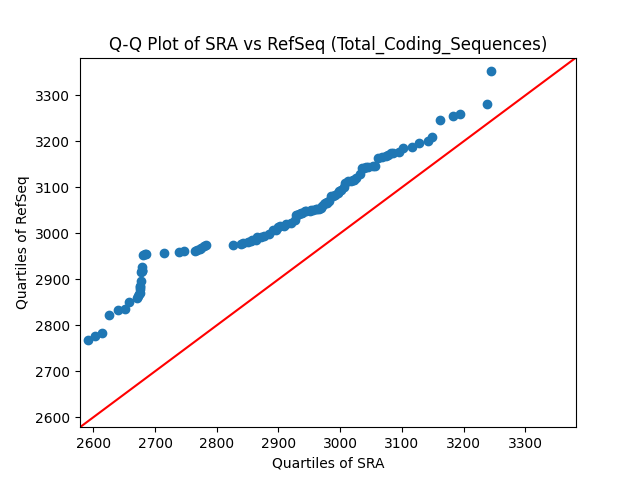 Q-Q Plot of SRA vs RefSeq (Total_Coding_Sequences)
Quartiles of RefSeq
3300
3200
3100
3000
2900
2800
2700
2600
2600 2700 2800 2900 3000 3100 3200 3300
Quartiles of SRA